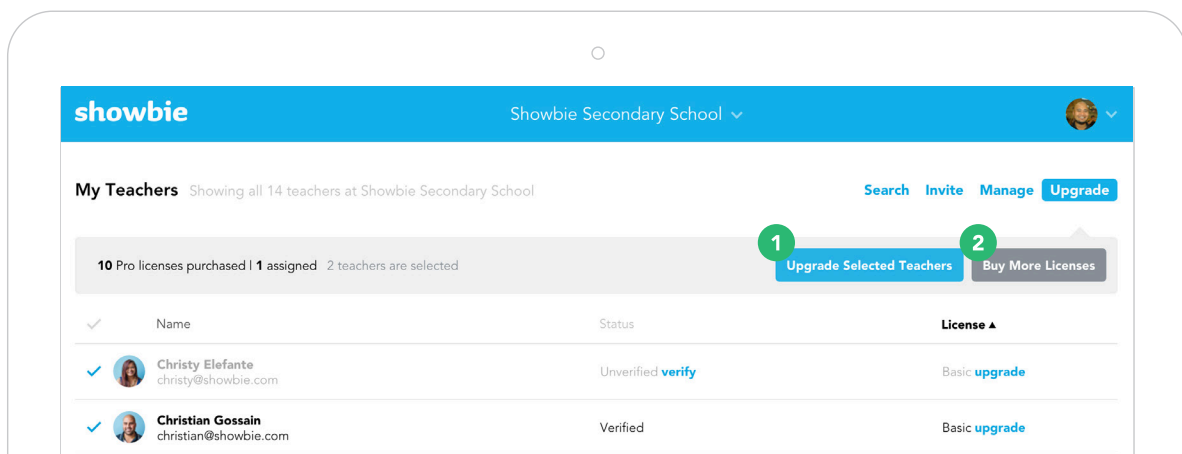 showbie
Showbie Secondary School
My Teachers Showing all 14 teachers at Showbie Secondary School
Search Invite Manage Upgrade
1 2
10 Pro licenses purchased | 1 assigned 2 teachers are selected
Upgrade Selected Teachers Buy More Licenses
Name Status License ▲
Christy Elefante
christy@showbie.com
Unverified verify Basic upgrade
Christian Gossain
christian@showbie.com
Verified Basic upgrade